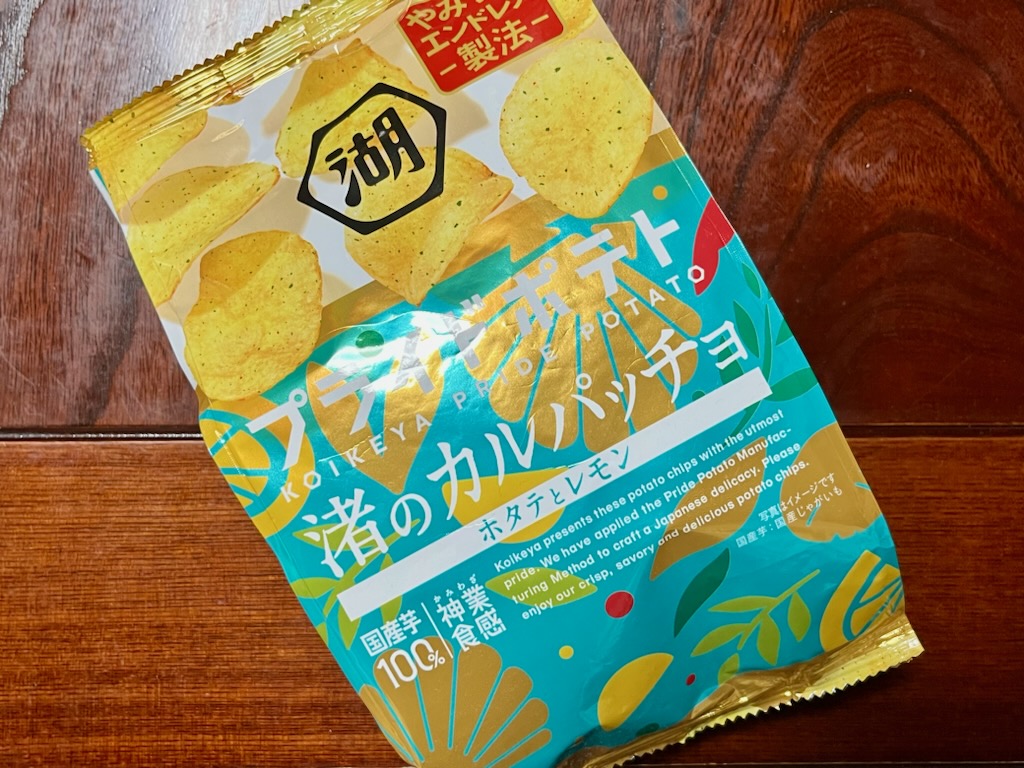 エンドレス
製法
湖
プライドポテト
KOIKEYA PRIDE POTATO
渚のカルパッチョ
ホタテとレモン
Koikeya presents these potato chips with the utmost
pride. We have applied the Pride Potato Manufac-
turing Method to craft a Japanese delicacy. Please
enjoy our crisp, savory and delicious potato chips.
写真はイメージです
国産芋：国産じゃがいも
国産芋
100%
かみわざ
神業
食感